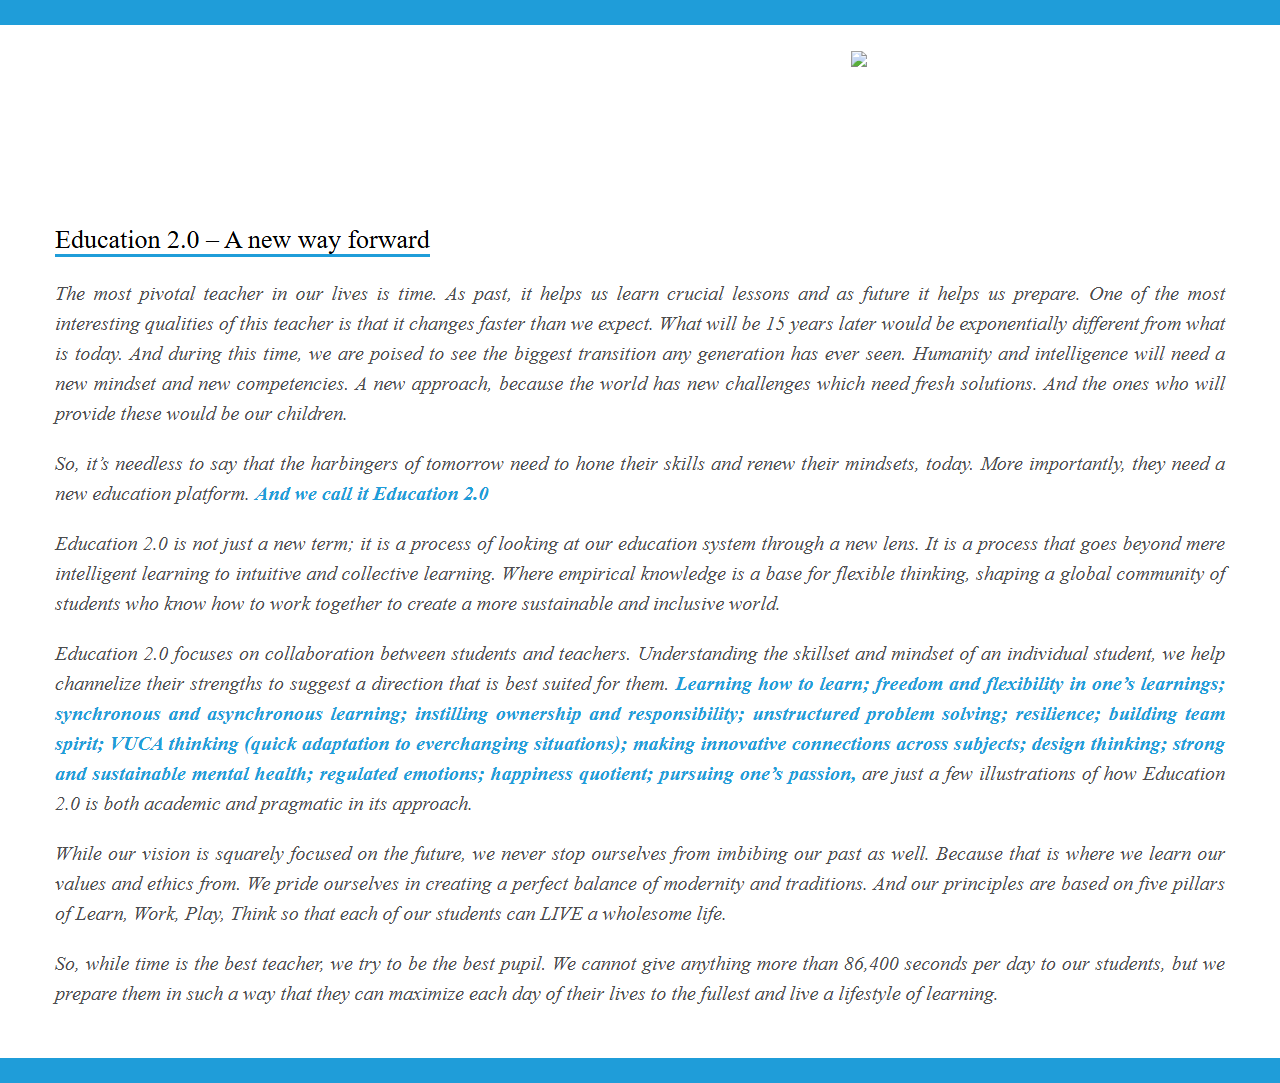 Education 2.0 – A new way forward
The most pivotal teacher in our lives is time. As past, it helps us learn crucial lessons and as future it helps us prepare. One of the most
interesting qualities of this teacher is that it changes faster than we expect. What will be 15 years later would be exponentially different from what
is today. And during this time, we are poised to see the biggest transition any generation has ever seen. Humanity and intelligence will need a
new mindset and new competencies. A new approach, because the world has new challenges which need fresh solutions. And the ones who will
provide these would be our children.
So, it’s needless to say that the harbingers of tomorrow need to hone their skills and renew their mindsets, today. More importantly, they need a
new education platform. And we call it Education 2.0
Education 2.0 is not just a new term; it is a process of looking at our education system through a new lens. It is a process that goes beyond mere
intelligent learning to intuitive and collective learning. Where empirical knowledge is a base for flexible thinking, shaping a global community of
students who know how to work together to create a more sustainable and inclusive world.
Education 2.0 focuses on collaboration between students and teachers. Understanding the skillset and mindset of an individual student, we help
channelize their strengths to suggest a direction that is best suited for them. Learning how to learn; freedom and flexibility in one’s learnings;
synchronous and asynchronous learning; instilling ownership and responsibility; unstructured problem solving; resilience; building team
spirit; VUCA thinking (quick adaptation to everchanging situations); making innovative connections across subjects; design thinking; strong
and sustainable mental health; regulated emotions; happiness quotient; pursuing one’s passion, are just a few illustrations of how Education
2.0 is both academic and pragmatic in its approach.
While our vision is squarely focused on the future, we never stop ourselves from imbibing our past as well. Because that is where we learn our
values and ethics from. We pride ourselves in creating a perfect balance of modernity and traditions. And our principles are based on five pillars
of Learn, Work, Play, Think so that each of our students can LIVE a wholesome life.
So, while time is the best teacher, we try to be the best pupil. We cannot give anything more than 86,400 seconds per day to our students, but we
prepare them in such a way that they can maximize each day of their lives to the fullest and live a lifestyle of learning.